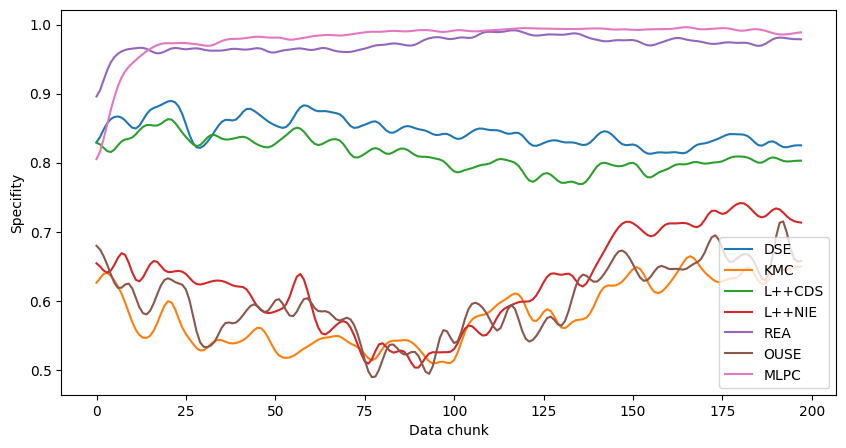 1.0
0.9
0.8
0.7
0.6
0.5
Specifity
0
25
50
75
100
125
150
175
200
Data chunk
DSE
KMC
L++CDS
L++NIE
REA
OUSE
MLPC